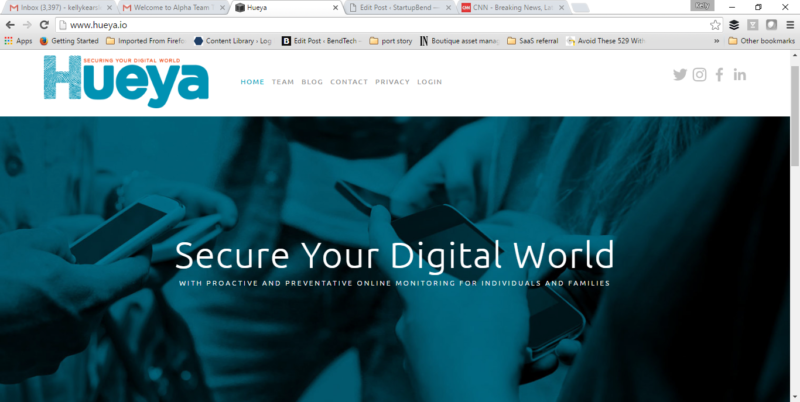 Kelly
Inbox (3,397) - kellykears
Welcome to Alpha Team
Hueya
Edit Post ‹ StartupBend —
CNN - Breaking News, La
www.hueya.io
Apps
Getting Started
Imported From Firefo
Content Library › Log
Edit Post ‹ BendTech —
port story
Boutique asset manag
SaaS referral
Avoid These 529 With
»
Other bookmarks
SECURING YOUR DIGITAL WORLD
Hueya
HOME TEAM BLOG CONTACT PRIVACY LOGIN
Secure Your Digital World
WITH PROACTIVE AND PREVENTATIVE ONLINE MONITORING FOR INDIVIDUALS AND FAMILIES